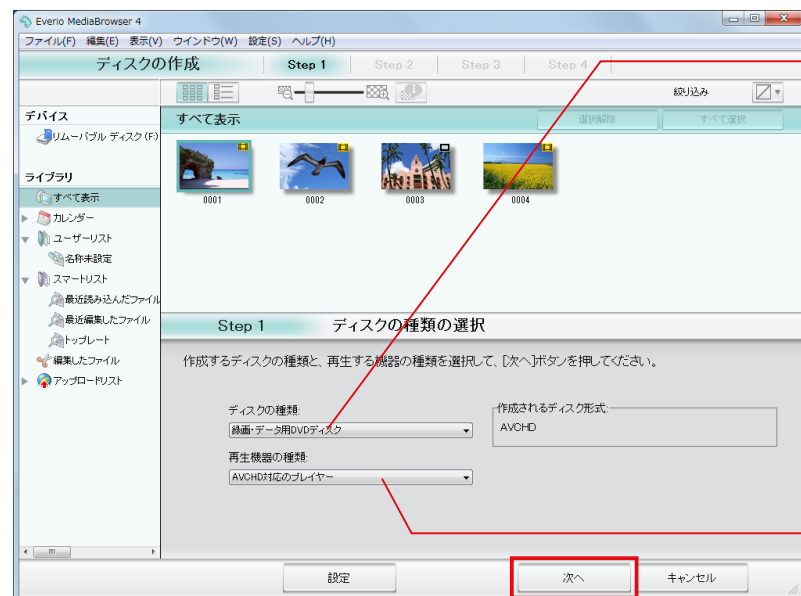 Everio MediaBrowser 4
ファイル(F) 編集(E) 表示(V) ウインドウ(W) 設定(S) ヘルプ(H)
ディスクの作成 Step 1 Step 2 Step 3 Step 4
絞り込み
デバイス
すべて表示 選択解除 すべて選択
リムーバブル ディスク(F)
ライブラリ
すべて表示
0001 0002 0003 0004
カレンダー
ユーザーリスト
名称未設定
スマートリスト
最近読み込んだファイル
最近編集したファイル
トップレート
編集したファイル
アップロードリスト
Step 1 ディスクの種類の選択
作成するディスクの種類と、再生する機器の種類を選択して、[次へ]ボタンを押してください。
ディスクの種類:
録画・データ用DVDディスク
作成されるディスク形式:
AVCHD
再生機器の種類:
AVCHD対応のプレイヤー
設定 次へ キャンセル